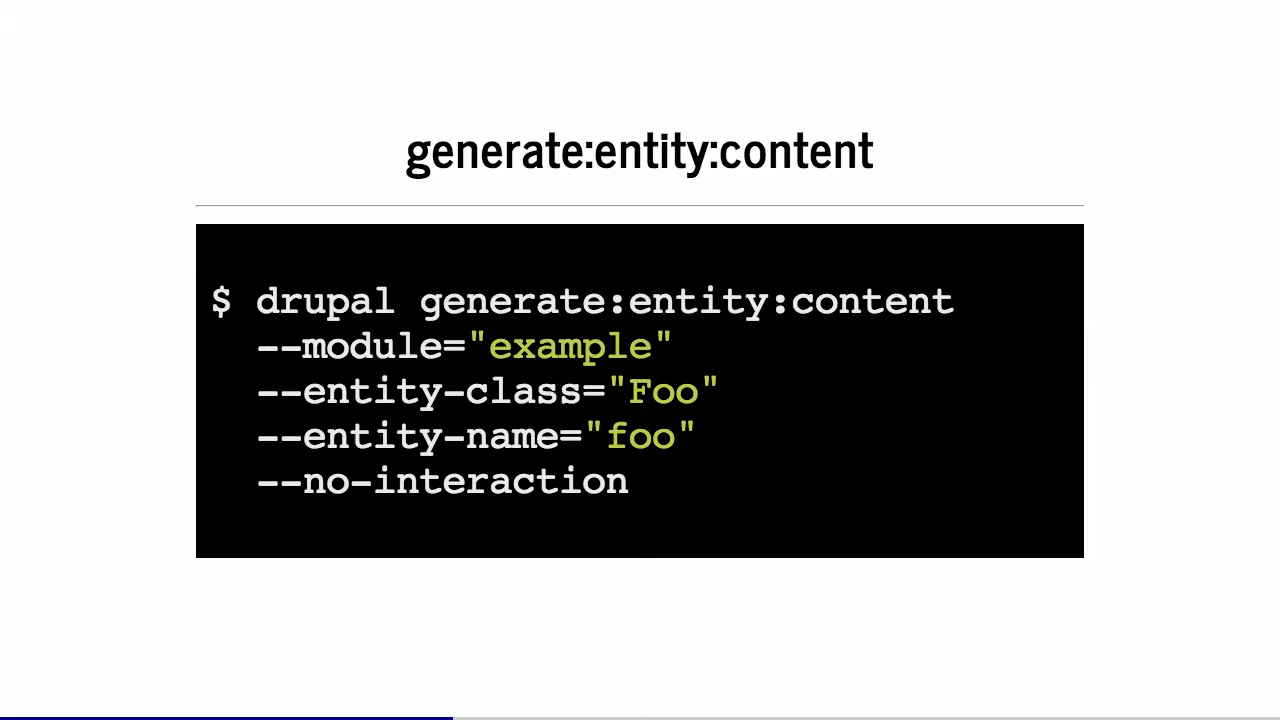 generate:entity:content
$ drupal generate:entity:content
--module="example"
--entity-class="Foo"
--entity-name="foo"
--no-interaction